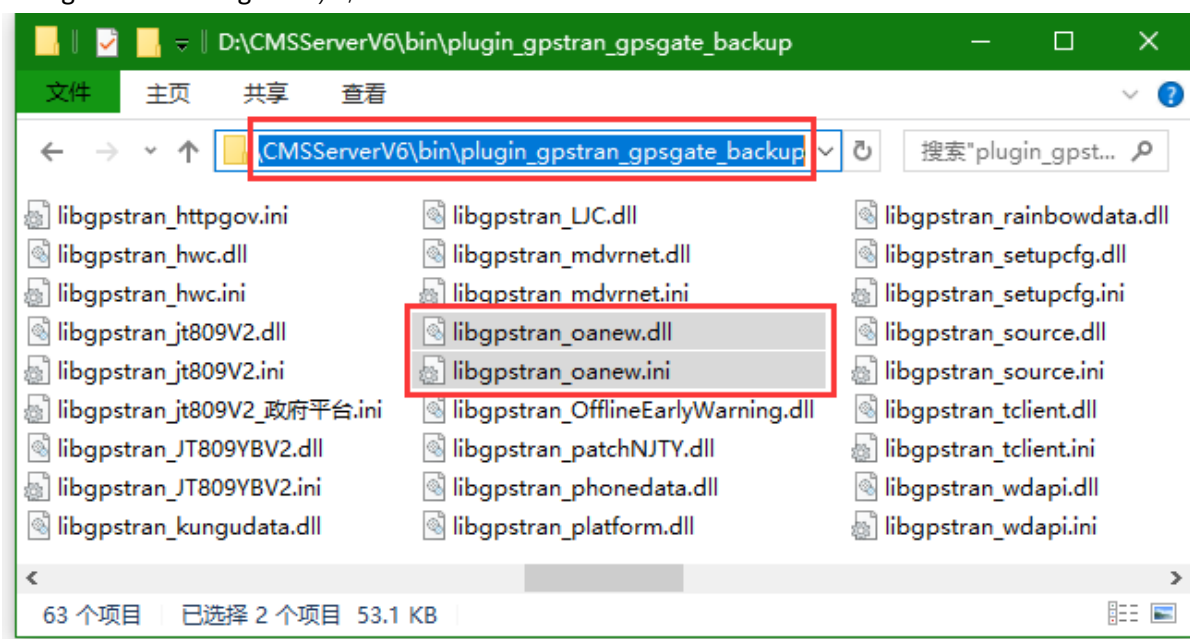 D:\CMSServerV6\bin\plugin_gpstran_gpsgate_backup
文件 主页 共享 查看
\CMSServerV6\bin\plugin_gpstran_gpsgate_backup 搜索"plugin_gpst...
libgpstran_httpgov.ini libgpstran_LJC.dll libgpstran_rainbowdata.dll
libgpstran_hwc.dll libgpstran_mdvrnet.dll libgpstran_setupcfg.dll
libgpstran_hwc.ini libgpstran_mdvrnet.ini libgpstran_setupcfg.ini
libgpstran_jt809V2.dll libgpstran_oanew.dll libgpstran_source.dll
libgpstran_jt809V2.ini libgpstran_oanew.ini libgpstran_source.ini
libgpstran_jt809V2_政府平台.ini libgpstran_OfflineEarlyWarning.dll libgpstran_tclient.dll
libgpstran_JT809YBV2.dll libgpstran_patchNJTY.dll libgpstran_tclient.ini
libgpstran_JT809YBV2.ini libgpstran_phonedata.dll libgpstran_wdapi.dll
libgpstran_kungudata.dll libgpstran_platform.dll libgpstran_wdapi.ini
63 个项目 已选择 2 个项目 53.1 KB